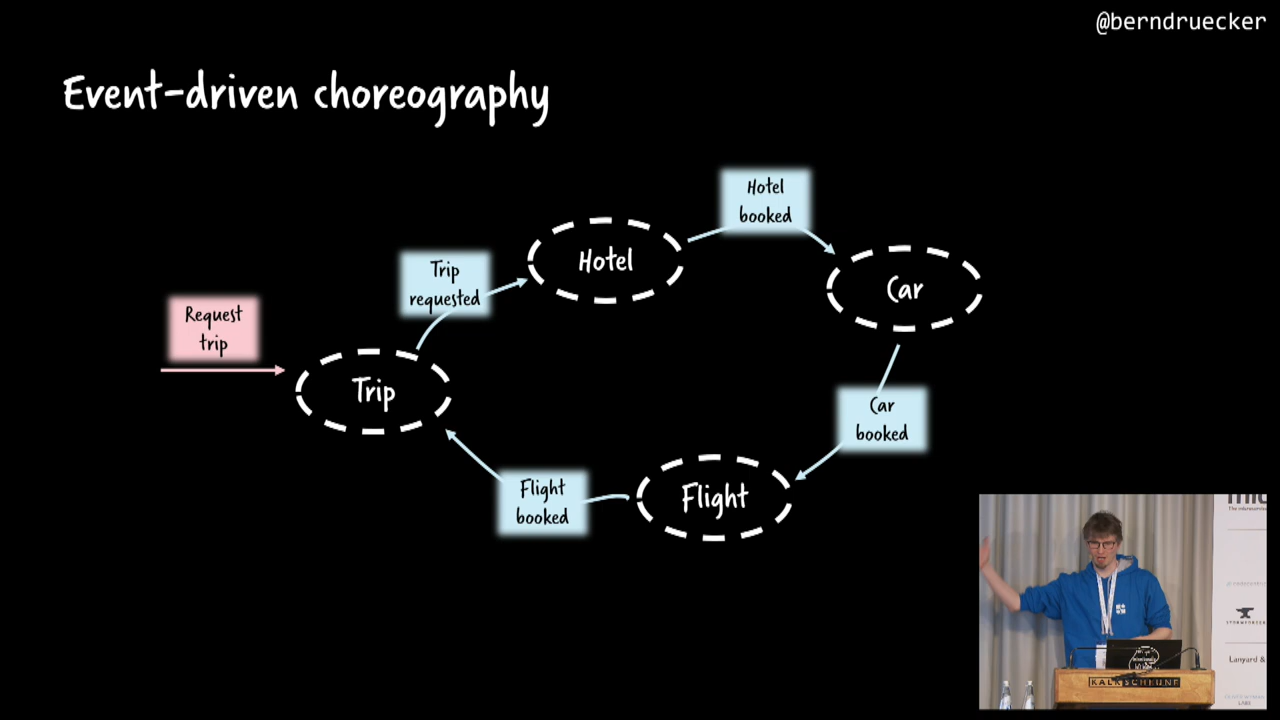 @berndruecker
Event-driven choreography
Hotel
booked
Trip
requested
Hotel
Car
Request
trip
Trip
Car
booked
Flight
booked
Flight
Lanyard &
KALKSCHEUNE